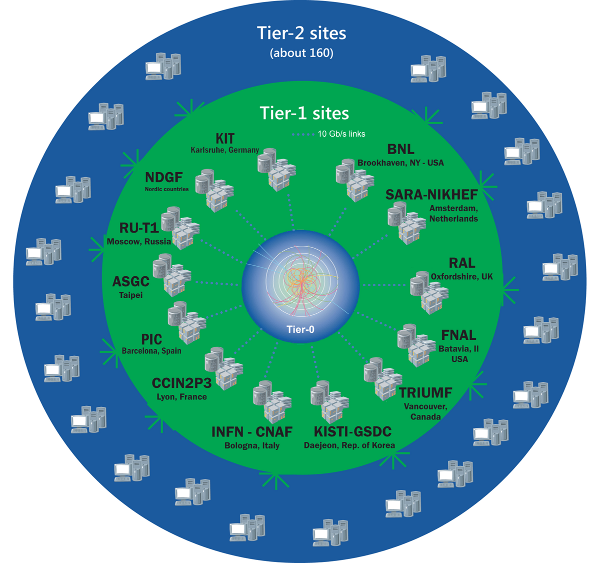 Tier-2 sites
(about 160)
Tier-1 sites
10 Gb/s links
KIT
Karlsruhe, Germany
BNL
Brookhaven, NY - USA
NDGF
Nordic countries
SARA-NIKHEF
Amsterdam,
Netherlands
RU-T1
Moscow, Russia
RAL
Oxfordshire, UK
ASGC
Taipei
Tier-0
FNAL
Batavia, Il
USA
PIC
Barcelona, Spain
CCIN2P3
Lyon, France
TRIUMF
Vancouver,
Canada
INFN - CNAF
Bologna, Italy
KISTI-GSDC
Daejeon, Rep. of Korea